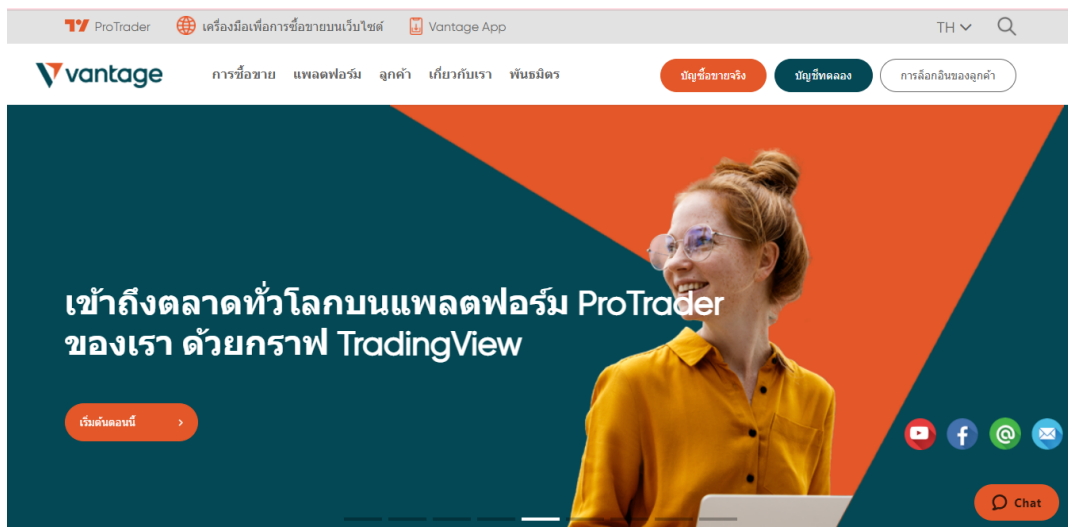 ProTrader เครื่องมือเพื่อการซื้อขายบนเว็บไซต์ Vantage App TH
vantage การซื้อขาย แพลตฟอร์ม ลูกค้า เกี่ยวกับเรา พันธมิตร บัญชีซื้อขายจริง บัญชีทดลอง การล็อกอินของลูกค้า
เข้าถึงตลาดทั่วโลกบนแพลตฟอร์ม ProTrader
ของเรา ด้วยกราฟ TradingView
เริ่มต้นตอนนี้
Chat